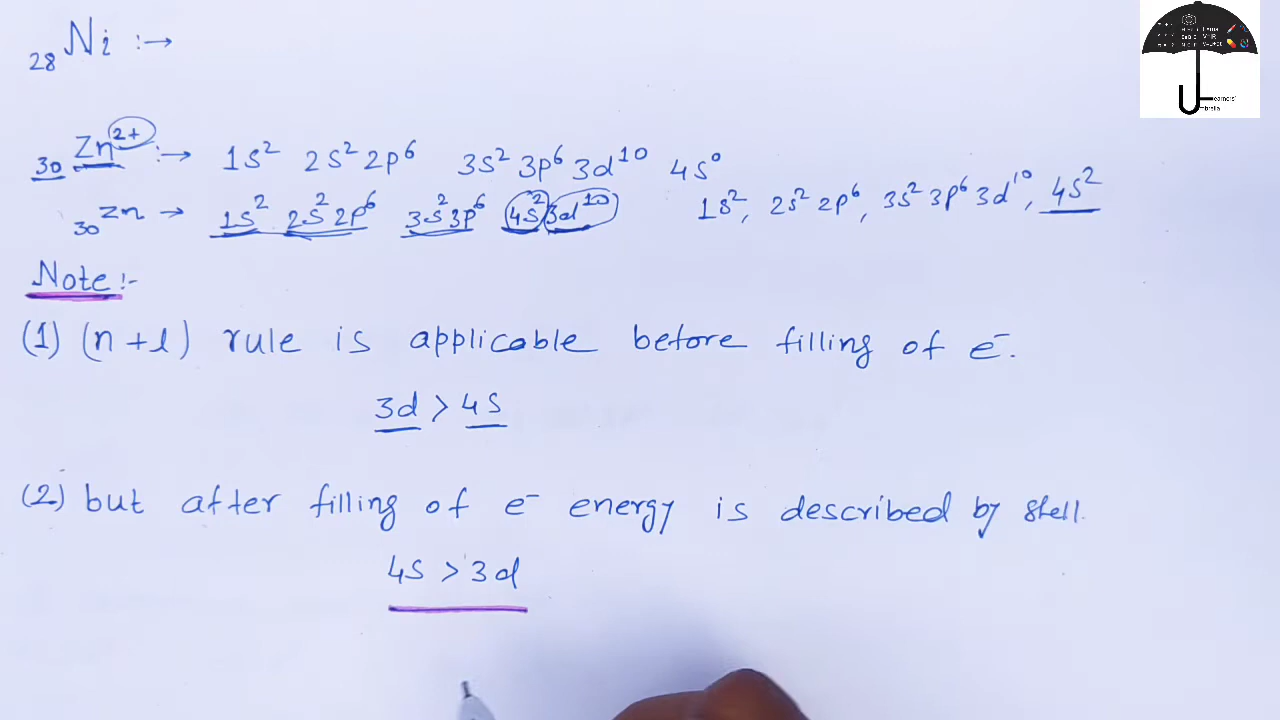 28Ni :→
30Zn²⁺ :→ 1s² 2s² 2p⁶ 3s² 3p⁶ 3d¹⁰ 4s⁰
30Zn → 1s² 2s² 2p⁶ 3s² 3p⁶ 4s² 3d¹⁰ 1s², 2s² 2p⁶, 3s² 3p⁶ 3d¹⁰, 4s²
Note :-
(1) (n + l) rule is applicable before filling of e⁻.
3d > 4s
(2) but after filling of e⁻ energy is described by shell.
4s > 3d
earners'
mbrella